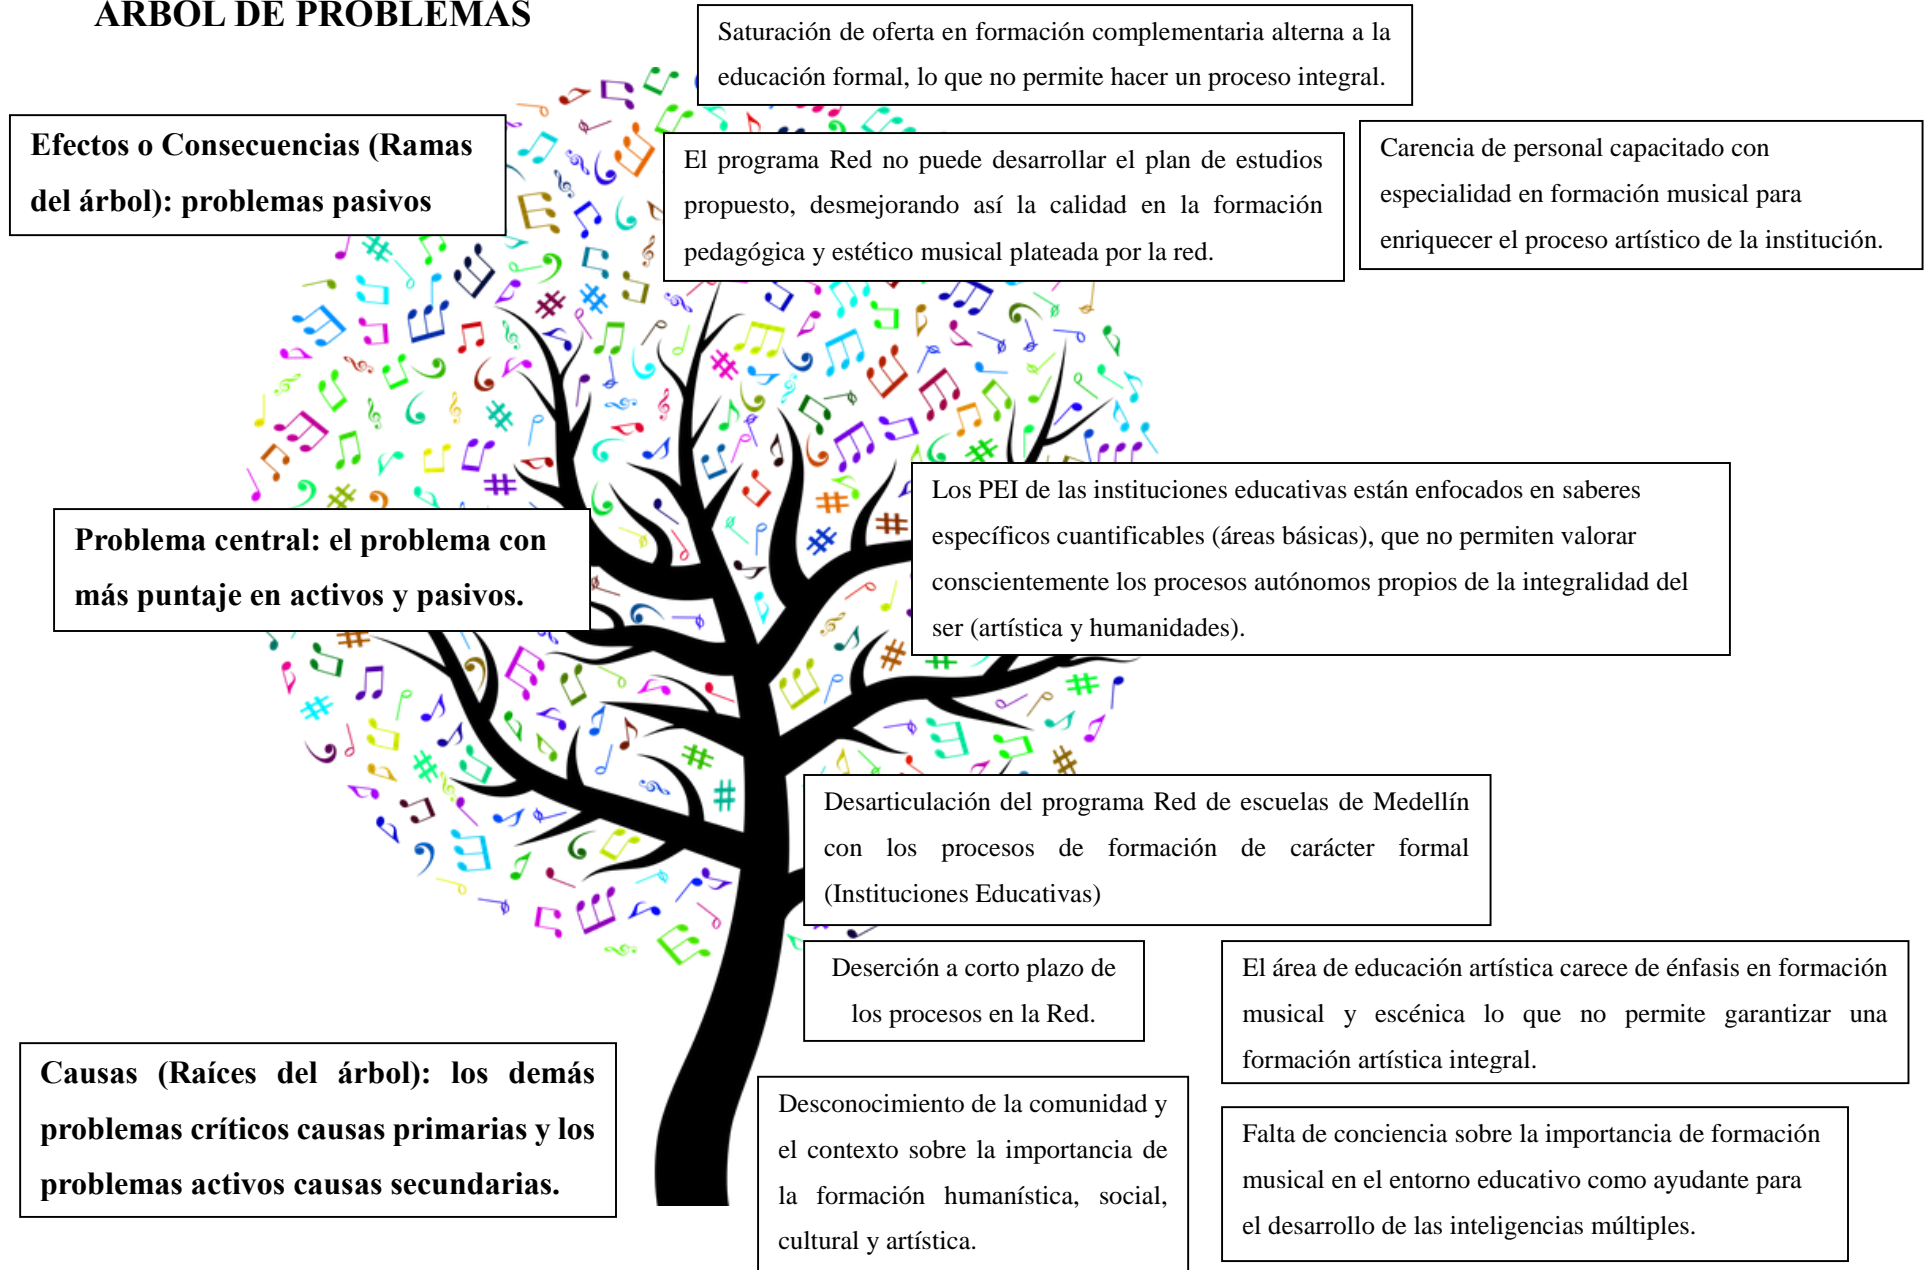 ÁRBOL DE PROBLEMAS
Saturación de oferta en formación complementaria alterna a la
educación formal, lo que no permite hacer un proceso integral.
Efectos o Consecuencias (Ramas
del árbol): problemas pasivos
El programa Red no puede desarrollar el plan de estudios
propuesto, desmejorando así la calidad en la formación
pedagógica y estético musical plateada por la red.
Carencia de personal capacitado con
especialidad en formación musical para
enriquecer el proceso artístico de la institución.
Problema central: el problema con
más puntaje en activos y pasivos.
Los PEI de las instituciones educativas están enfocados en saberes
específicos cuantificables (áreas básicas), que no permiten valorar
conscientemente los procesos autónomos propios de la integralidad del
ser (artística y humanidades).
Desarticulación del programa Red de escuelas de Medellín
con los procesos de formación de carácter formal
(Instituciones Educativas)
Deserción a corto plazo de
los procesos en la Red.
El área de educación artística carece de énfasis en formación
musical y escénica lo que no permite garantizar una
formación artística integral.
Causas (Raíces del árbol): los demás
problemas críticos causas primarias y los
problemas activos causas secundarias.
Desconocimiento de la comunidad y
el contexto sobre la importancia de
la formación humanística, social,
cultural y artística.
Falta de conciencia sobre la importancia de formación
musical en el entorno educativo como ayudante para
el desarrollo de las inteligencias múltiples.